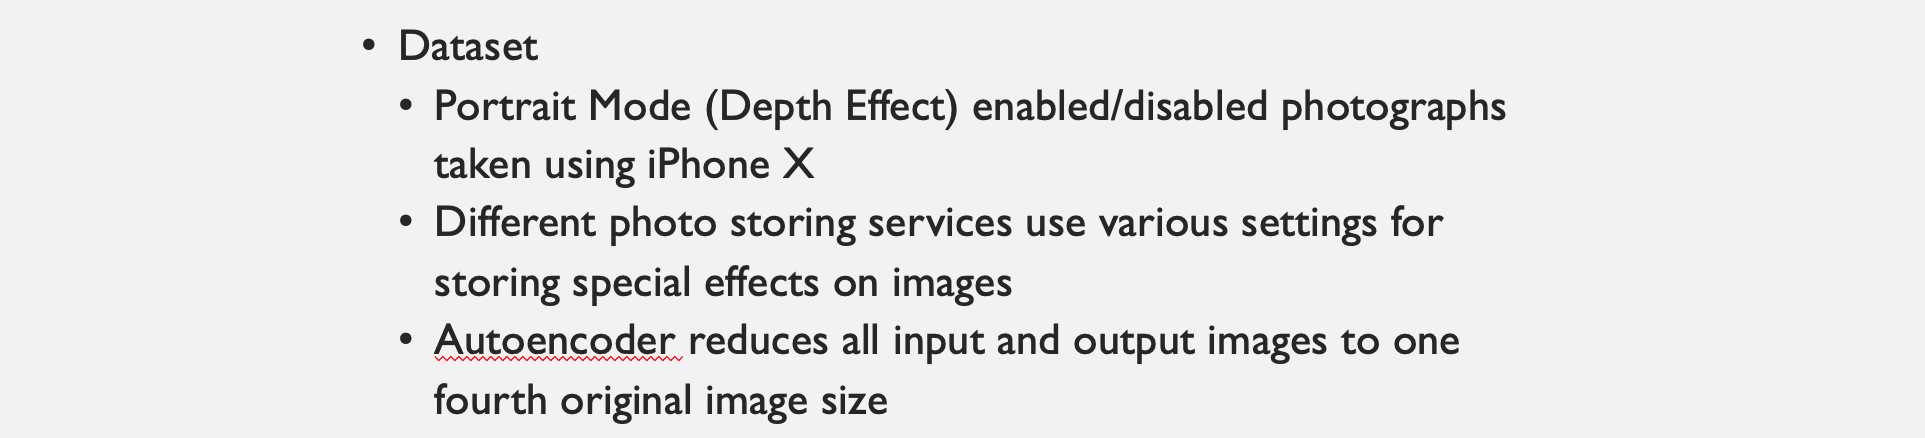 • Dataset
• Portrait Mode (Depth Effect) enabled/disabled photographs
taken using iPhone X
• Different photo storing services use various settings for
storing special effects on images
• Autoencoder reduces all input and output images to one
fourth original image size